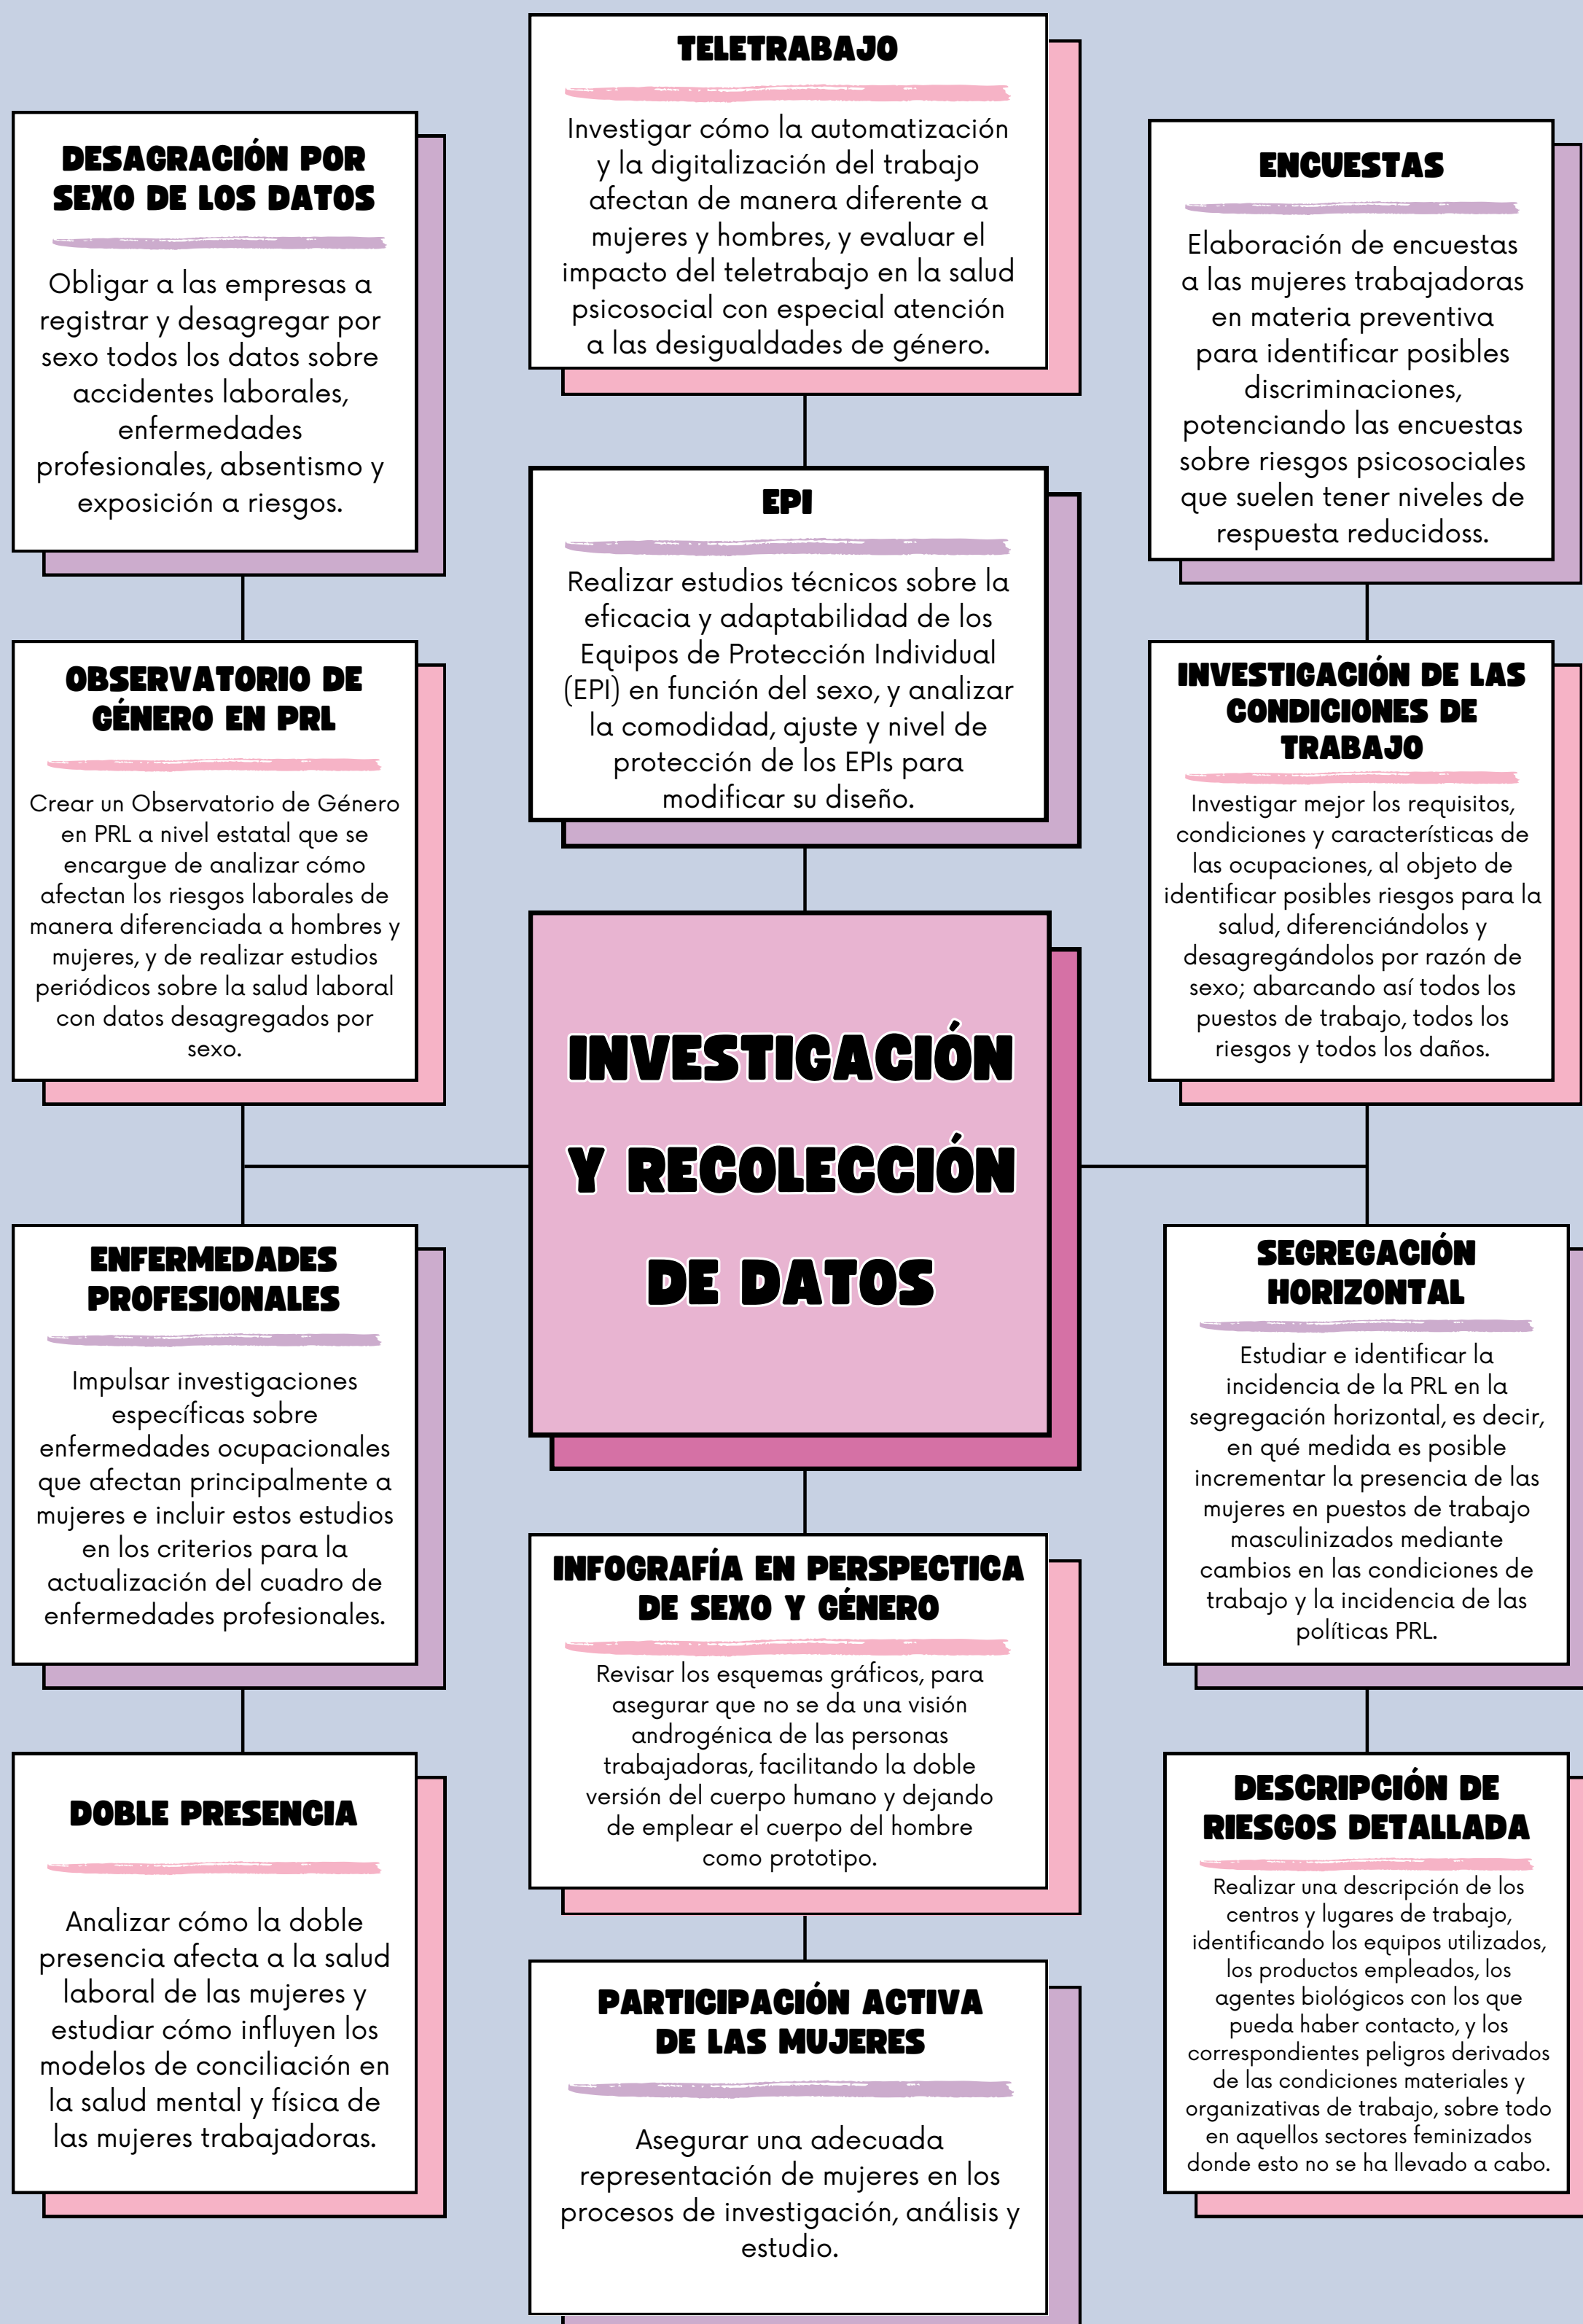 TELETRABAJO
Investigar cómo la automatización
y la digitalización del trabajo
afectan de manera diferente a
mujeres y hombres, y evaluar el
impacto del teletrabajo en la salud
psicosocial con especial atención
a las desigualdades de género.
DESAGRACIÓN POR
SEXO DE LOS DATOS
Obligar a las empresas a
registrar y desagregar por
sexo todos los datos sobre
accidentes laborales,
enfermedades
profesionales, absentismo y
exposición a riesgos.
ENCUESTAS
Elaboración de encuestas
a las mujeres trabajadoras
en materia preventiva
para identificar posibles
discriminaciones,
potenciando las encuestas
sobre riesgos psicosociales
que suelen tener niveles de
respuesta reducidoss.
EPI
Realizar estudios técnicos sobre la
eficacia y adaptabilidad de los
Equipos de Protección Individual
(EPI) en función del sexo, y analizar
la comodidad, ajuste y nivel de
protección de los EPIs para
modificar su diseño.
OBSERVATORIO DE
GÉNERO EN PRL
Crear un Observatorio de Género
en PRL a nivel estatal que se
encargue de analizar cómo
afectan los riesgos laborales de
manera diferenciada a hombres y
mujeres, y de realizar estudios
periódicos sobre la salud laboral
con datos desagregados por
sexo.
INVESTIGACIÓN DE LAS
CONDICIONES DE
TRABAJO
Investigar mejor los requisitos,
condiciones y características de
las ocupaciones, al objeto de
identificar posibles riesgos para la
salud, diferenciándolos y
desagregándolos por razón de
sexo; abarcando así todos los
puestos de trabajo, todos los
riesgos y todos los daños.
INVESTIGACIÓN
Y RECOLECCIÓN
DE DATOS
ENFERMEDADES
PROFESIONALES
Impulsar investigaciones
específicas sobre
enfermedades ocupacionales
que afectan principalmente a
mujeres e incluir estos estudios
en los criterios para la
actualización del cuadro de
enfermedades profesionales.
SEGREGACIÓN
HORIZONTAL
Estudiar e identificar la
incidencia de la PRL en la
segregación horizontal, es decir,
en qué medida es posible
incrementar la presencia de las
mujeres en puestos de trabajo
masculinizados mediante
cambios en las condiciones de
trabajo y la incidencia de las
políticas PRL.
INFOGRAFÍA EN PERSPECTICA
DE SEXO Y GÉNERO
Revisar los esquemas gráficos, para
asegurar que no se da una visión
androgénica de las personas
trabajadoras, facilitando la doble
versión del cuerpo humano y dejando
de emplear el cuerpo del hombre
como prototipo.
DOBLE PRESENCIA
Analizar cómo la doble
presencia afecta a la salud
laboral de las mujeres y
estudiar cómo influyen los
modelos de conciliación en
la salud mental y física de
las mujeres trabajadoras.
DESCRIPCIÓN DE
RIESGOS DETALLADA
Realizar una descripción de los
centros y lugares de trabajo,
identificando los equipos utilizados,
los productos empleados, los
agentes biológicos con los que
pueda haber contacto, y los
correspondientes peligros derivados
de las condiciones materiales y
organizativas de trabajo, sobre todo
en aquellos sectores feminizados
donde esto no se ha llevado a cabo.
PARTICIPACIÓN ACTIVA
DE LAS MUJERES
Asegurar una adecuada
representación de mujeres en los
procesos de investigación, análisis y
estudio.